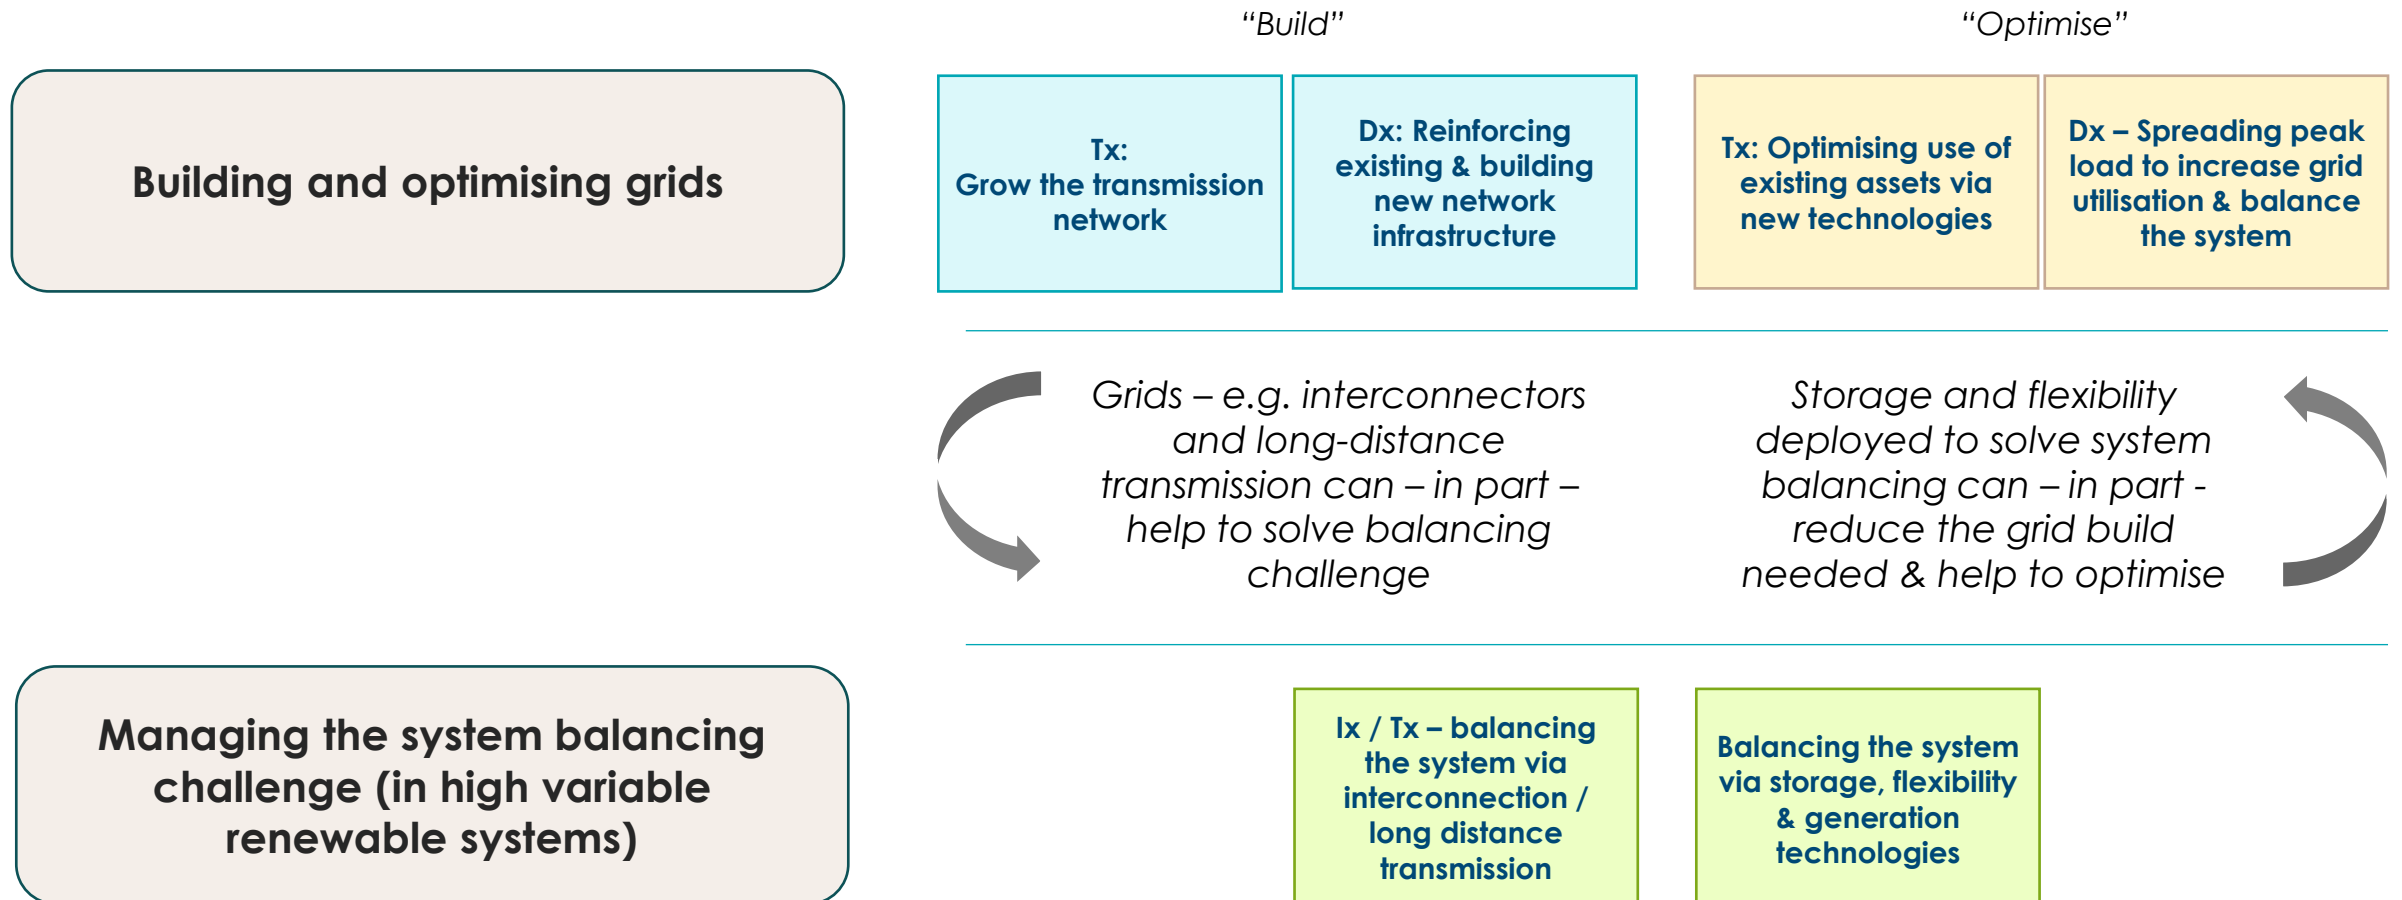 “Build”
“Optimise”
Building and optimising grids
Tx:
Grow the transmission
network
Dx: Reinforcing
existing & building
new network
infrastructure
Tx: Optimising use of
existing assets via
new technologies
Dx – Spreading peak
load to increase grid
utilisation & balance
the system
Grids – e.g. interconnectors
and long-distance
transmission can – in part –
help to solve balancing
challenge
Storage and flexibility
deployed to solve system
balancing can – in part -
reduce the grid build
needed & help to optimise
Managing the system balancing
challenge (in high variable
renewable systems)
Ix / Tx – balancing
the system via
interconnection /
long distance
transmission
Balancing the system
via storage, flexibility
& generation
technologies